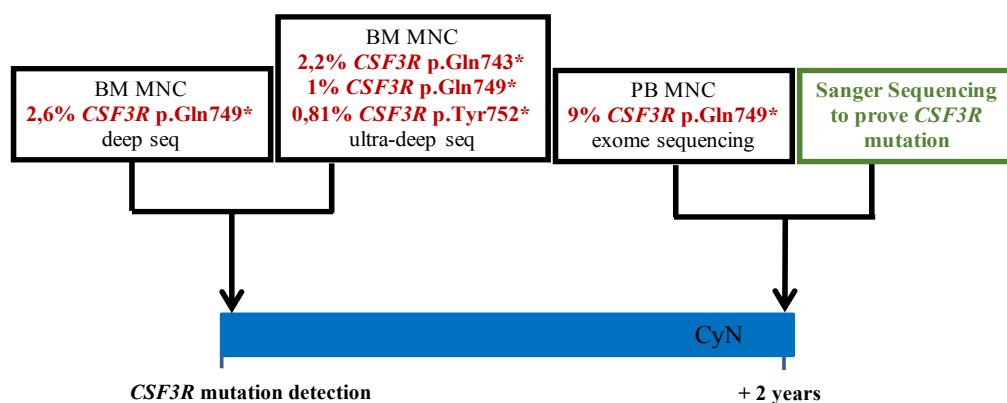 BM MNC
2,6% CSF3R p.Gln749*
deep seq
BM MNC
2,2% CSF3R p.Gln743*
1% CSF3R p.Gln749*
0,81% CSF3R p.Tyr752*
ultra-deep seq
PB MNC
9% CSF3R p.Gln749*
exome sequencing
Sanger Sequencing
to prove CSF3R
mutation
CyN
CSF3R mutation detection
+ 2 years